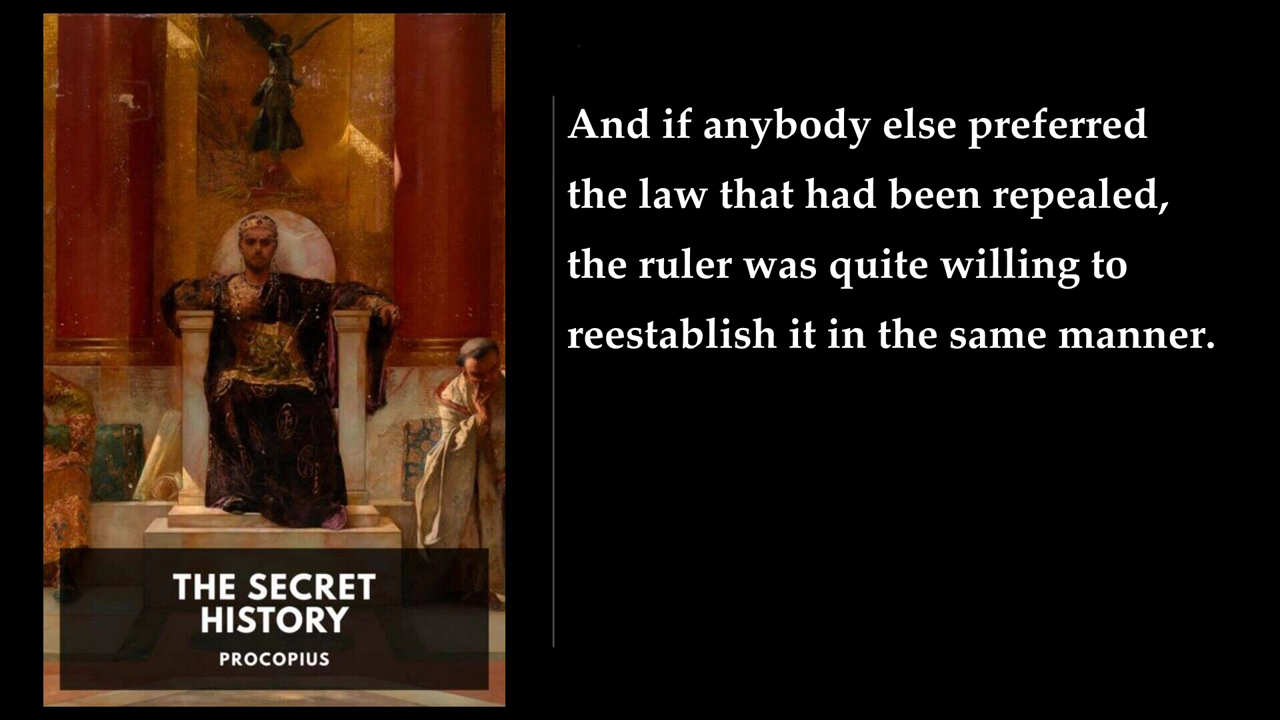 THE SECRET
HISTORY
PROCOPIUS
And if anybody else preferred
the law that had been repealed,
the ruler was quite willing to
reestablish it in the same manner.